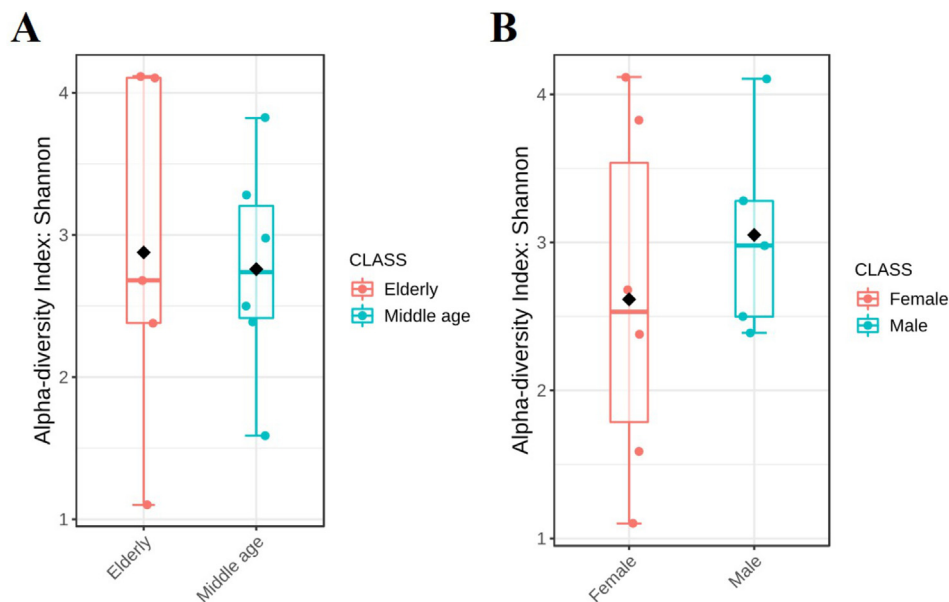 A
B
Alpha-diversity Index: Shannon
4
3
2
1
Elderly
Middle age
CLASS
Elderly
Middle age
Alpha-diversity Index: Shannon
4
3
2
1
Female
Male
CLASS
Female
Male